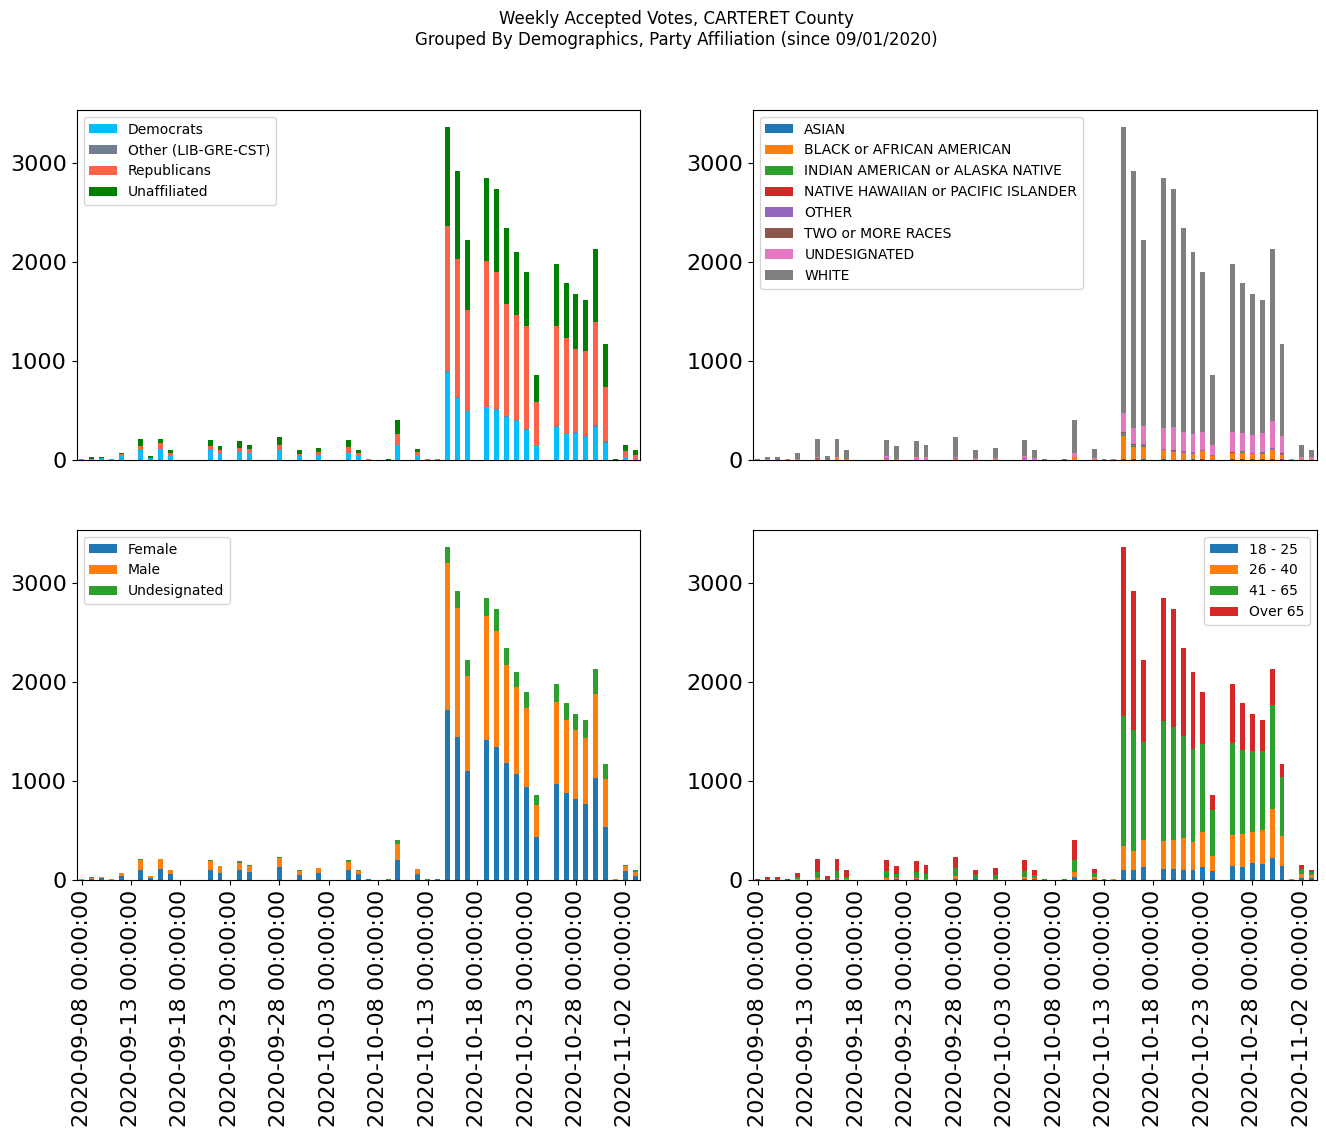 Weekly Accepted Votes, CARTERET County
Grouped By Demographics, Party Affiliation (since 09/01/2020)
Democrats
Other (LIB-GRE-CST)
Republicans
Unaffiliated
3000
2000
1000
0
ASIAN
BLACK or AFRICAN AMERICAN
INDIAN AMERICAN or ALASKA NATIVE
NATIVE HAWAIIAN or PACIFIC ISLANDER
OTHER
TWO or MORE RACES
UNDESIGNATED
WHITE
3000
2000
1000
0
Female
Male
Undesignated
3000
2000
1000
0
2020-09-08 00:00:00
2020-09-13 00:00:00
2020-09-18 00:00:00
2020-09-23 00:00:00
2020-09-28 00:00:00
2020-10-03 00:00:00
2020-10-08 00:00:00
2020-10-13 00:00:00
2020-10-18 00:00:00
2020-10-23 00:00:00
2020-10-28 00:00:00
2020-11-02 00:00:00
18 - 25
26 - 40
41 - 65
Over 65
3000
2000
1000
0
2020-09-08 00:00:00
2020-09-13 00:00:00
2020-09-18 00:00:00
2020-09-23 00:00:00
2020-09-28 00:00:00
2020-10-03 00:00:00
2020-10-08 00:00:00
2020-10-13 00:00:00
2020-10-18 00:00:00
2020-10-23 00:00:00
2020-10-28 00:00:00
2020-11-02 00:00:00